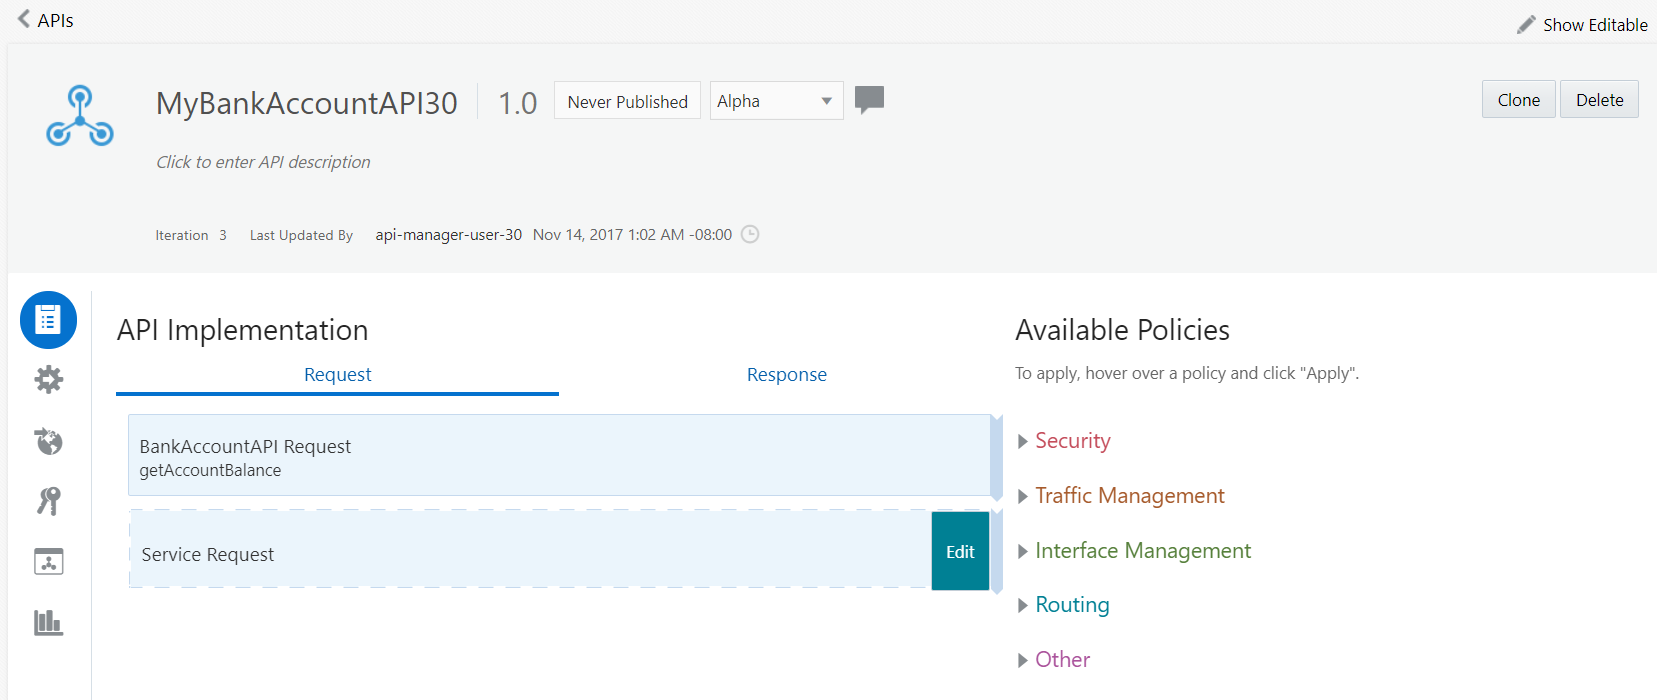 APIs
Show Editable
MyBankAccountAPI30 1.0 Never Published Alpha
Clone Delete
Click to enter API description
Iteration 3 Last Updated By api-manager-user-30 Nov 14, 2017 1:02 AM -08:00
API Implementation
Request Response
BankAccountAPI Request
getAccountBalance
Service Request
Edit
Available Policies
To apply, hover over a policy and click "Apply".
Security
Traffic Management
Interface Management
Routing
Other